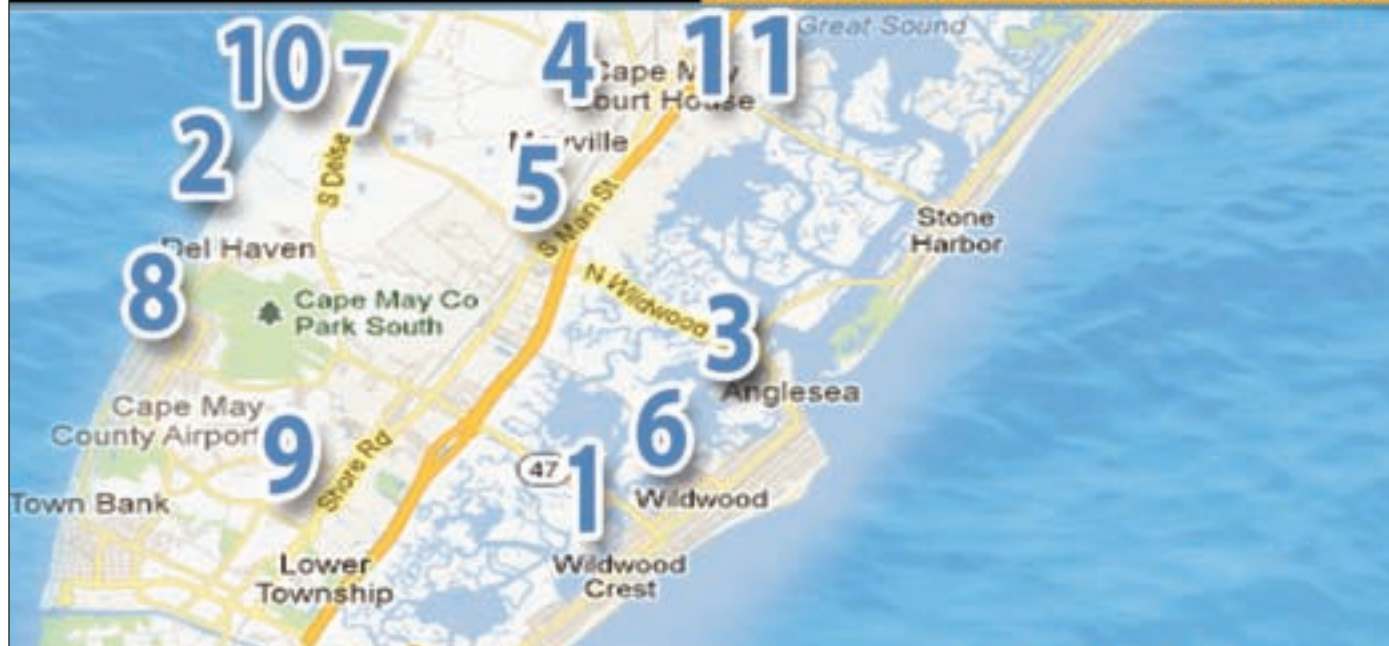 Great Sound
10
7
4
11
Cape May
Court House
2
Mayville
5
S Delse
S Main St
Stone
Harbor
Del Haven
8
Cape May Co
Park South
N Wildwood
3
Anglesea
Cape May
County Airport
9
6
Shore Rd
47
1
Wildwood
Town Bank
Lower
Township
Wildwood
Crest